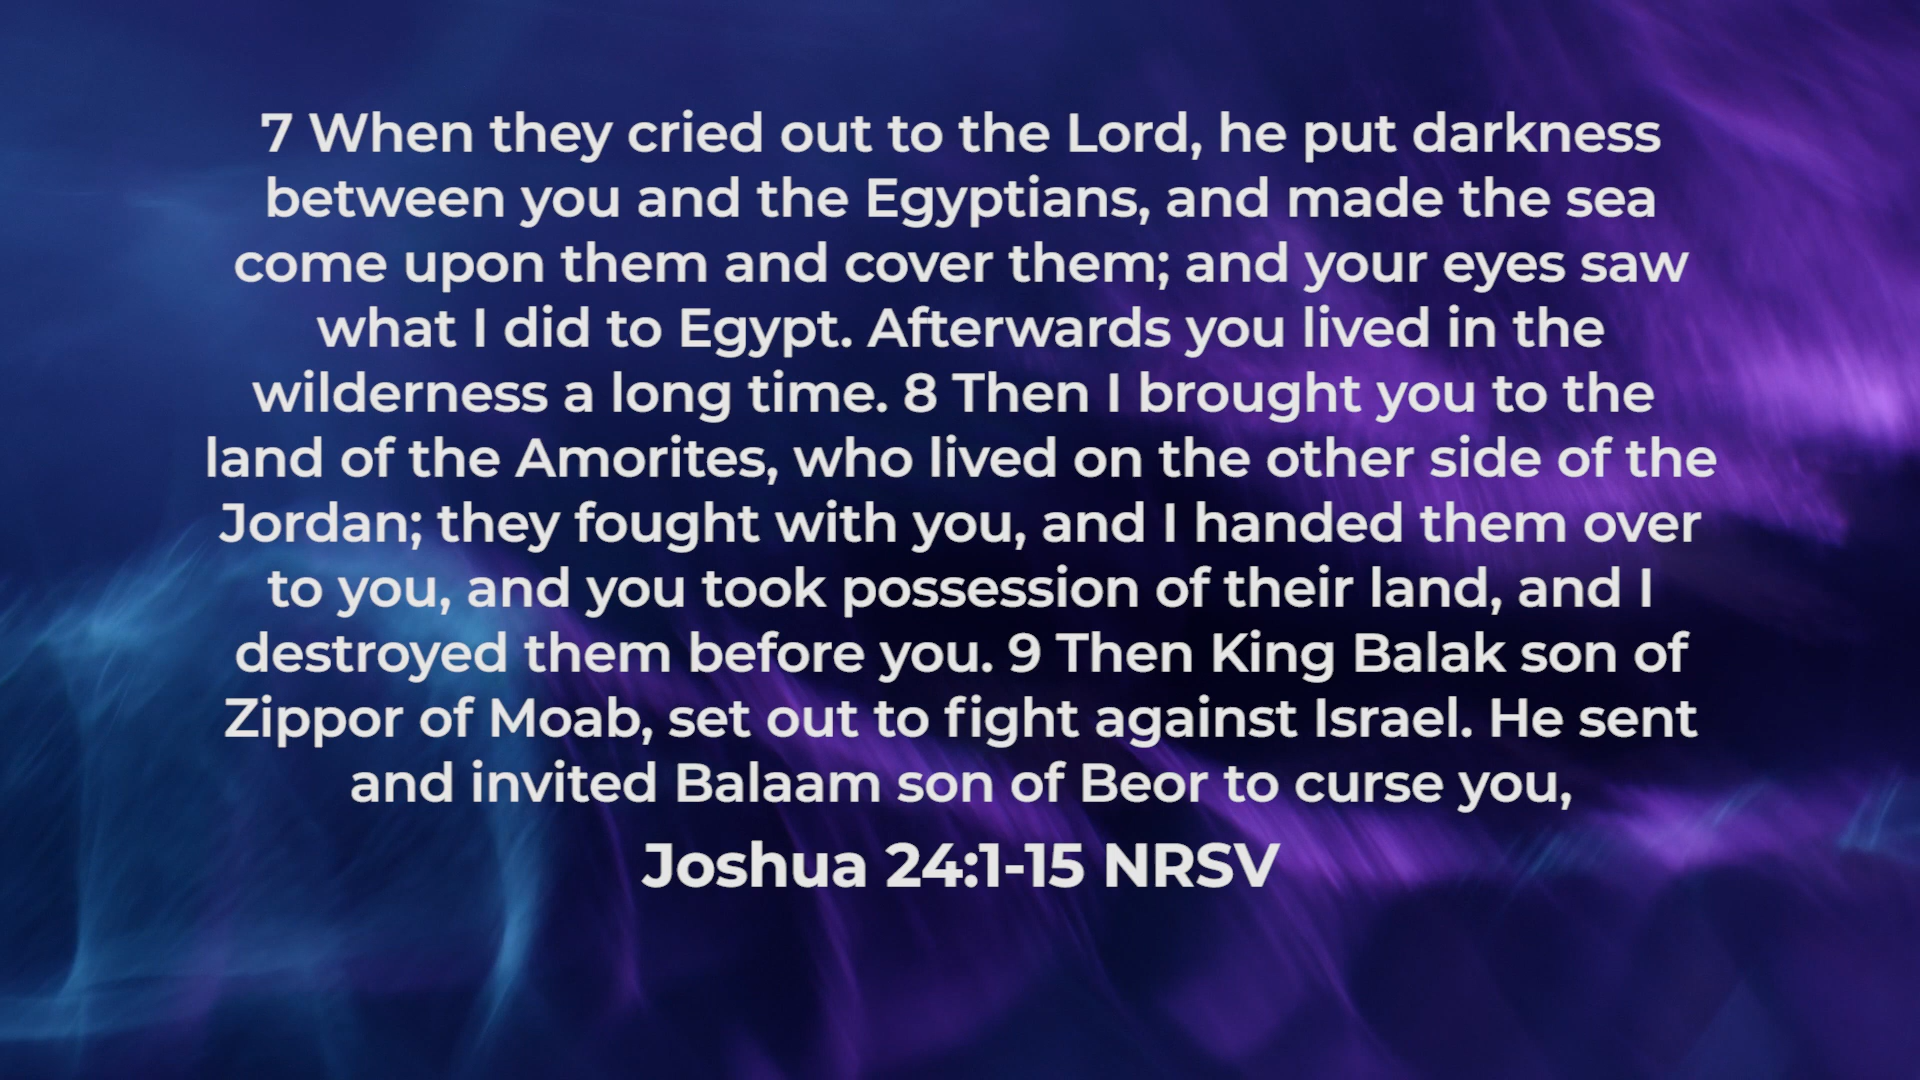 7 When they cried out to the Lord, he put darkness
between you and the Egyptians, and made the sea
come upon them and cover them; and your eyes saw
what I did to Egypt. Afterwards you lived in the
wilderness a long time. 8 Then I brought you to the
land of the Amorites, who lived on the other side of the
Jordan; they fought with you, and I handed them over
to you, and you took possession of their land, and I
destroyed them before you. 9 Then King Balak son of
Zippor of Moab, set out to fight against Israel. He sent
and invited Balaam son of Beor to curse you,
Joshua 24:1-15 NRSV